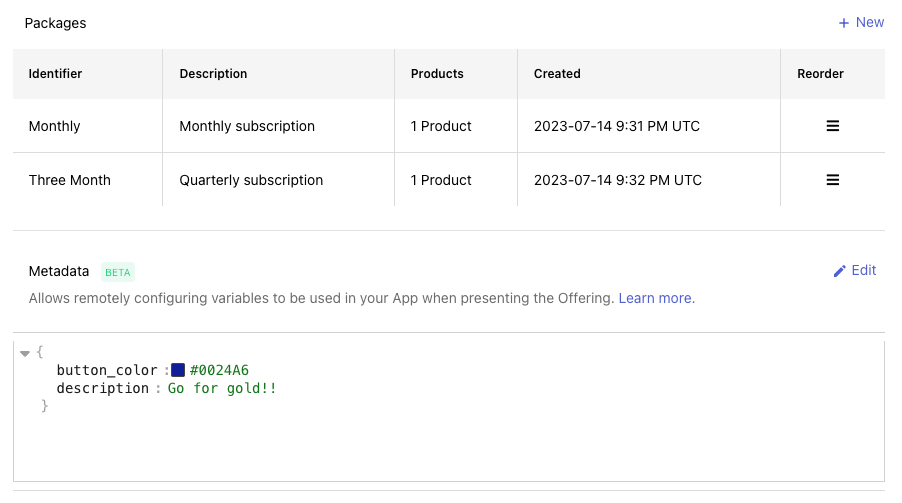 Packages
+ New
Identifier Description Products Created Reorder
Monthly Monthly subscription 1 Product 2023-07-14 9:31 PM UTC
Three Month Quarterly subscription 1 Product 2023-07-14 9:32 PM UTC
Metadata BETA
Edit
Allows remotely configuring variables to be used in your App when presenting the Offering. Learn more.
{
button_color : #0024A6
description : Go for gold!!
}